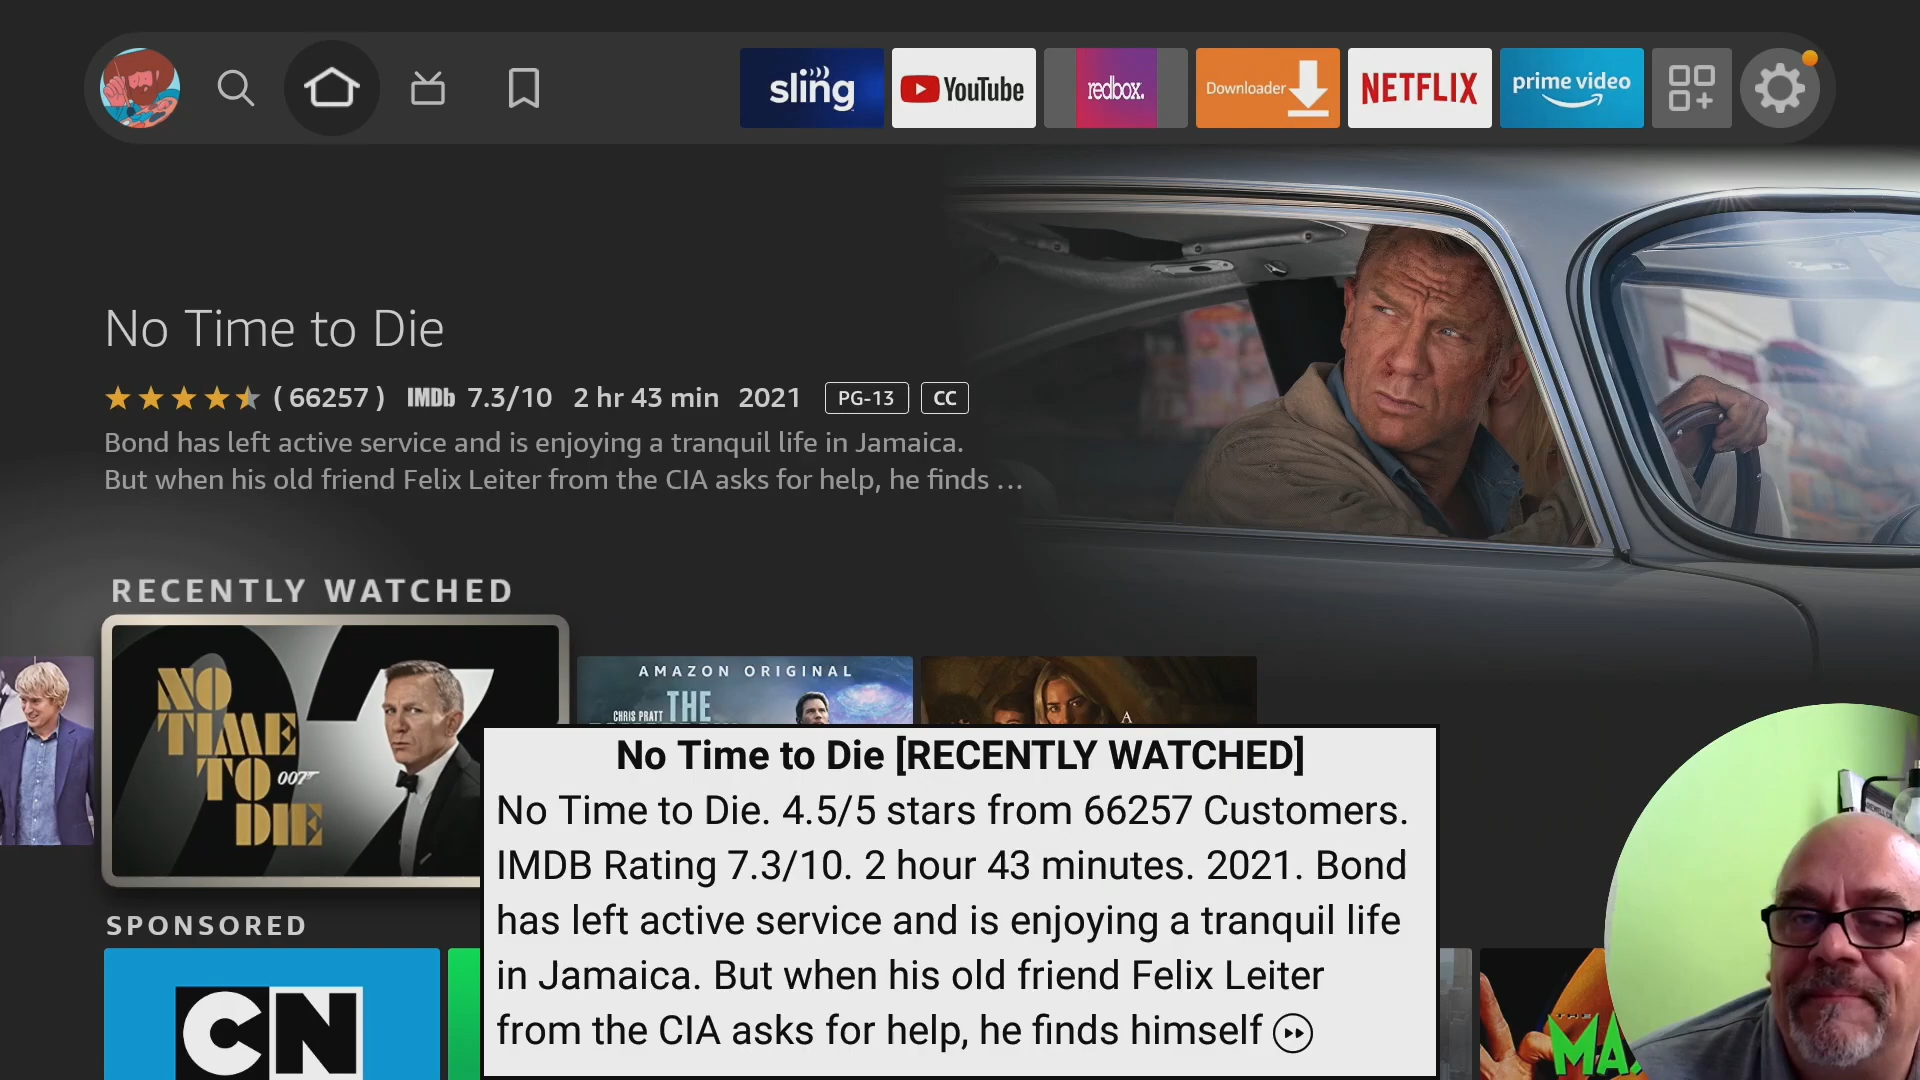 sling
YouTube
redbox.
Downloader
NETFLIX
prime video
No Time to Die
( 66257 ) IMDb 7.3/10 2 hr 43 min 2021 PG-13 CC
Bond has left active service and is enjoying a tranquil life in Jamaica.
But when his old friend Felix Leiter from the CIA asks for help, he finds ...
RECENTLY WATCHED
NO
TIME
TO
DIE
007
AMAZON ORIGINAL
CHRIS PRATT
THE
A
No Time to Die [RECENTLY WATCHED]
No Time to Die. 4.5/5 stars from 66257 Customers.
IMDB Rating 7.3/10. 2 hour 43 minutes. 2021. Bond
has left active service and is enjoying a tranquil life
in Jamaica. But when his old friend Felix Leiter
from the CIA asks for help, he finds himself
SPONSORED
CN
THE
MA